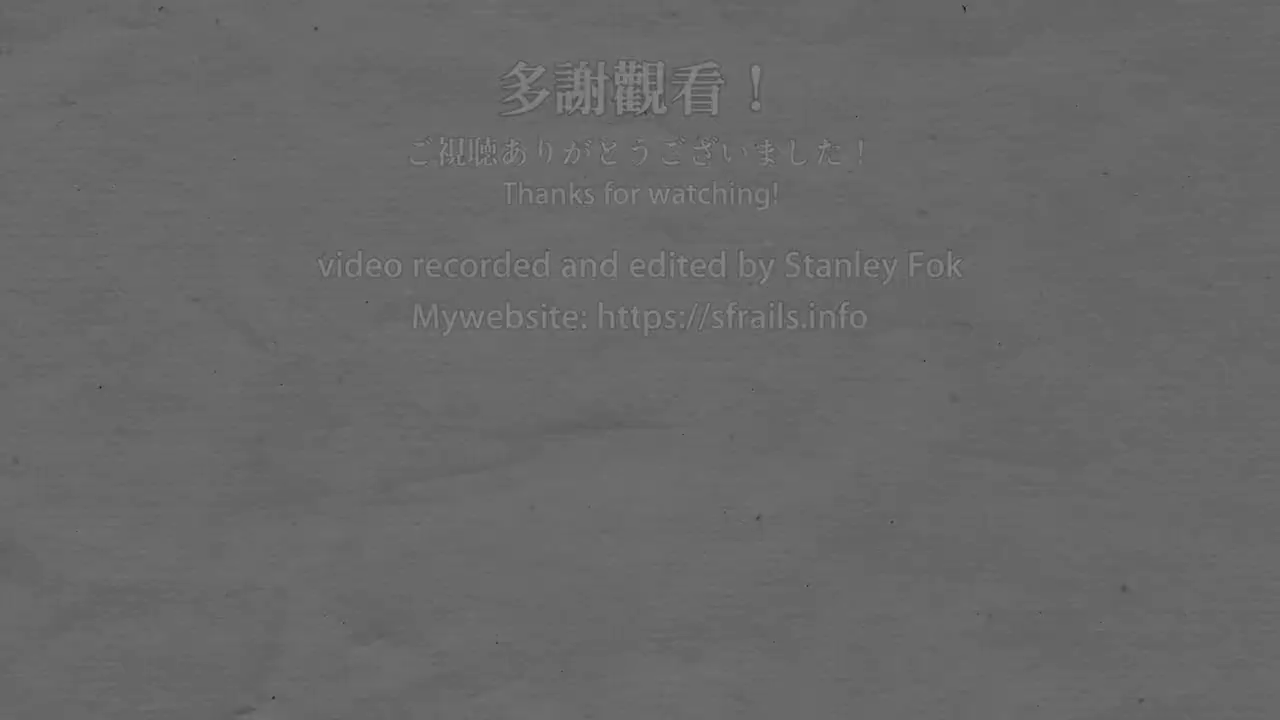 多謝觀看！
ご視聴ありがとうございました！
Thanks for watching!
video recorded and edited by Stanley Fok
Mywebsite: https://sfrails.info